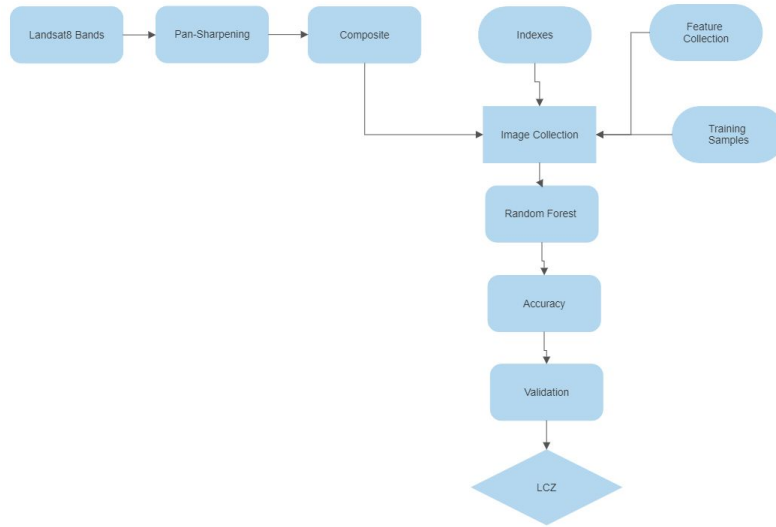 Landsat8 Bands
Pan-Sharpening
Composite
Indexes
Feature
Collection
Image Collection
Training
Samples
Random Forest
Accuracy
Validation
LCZ